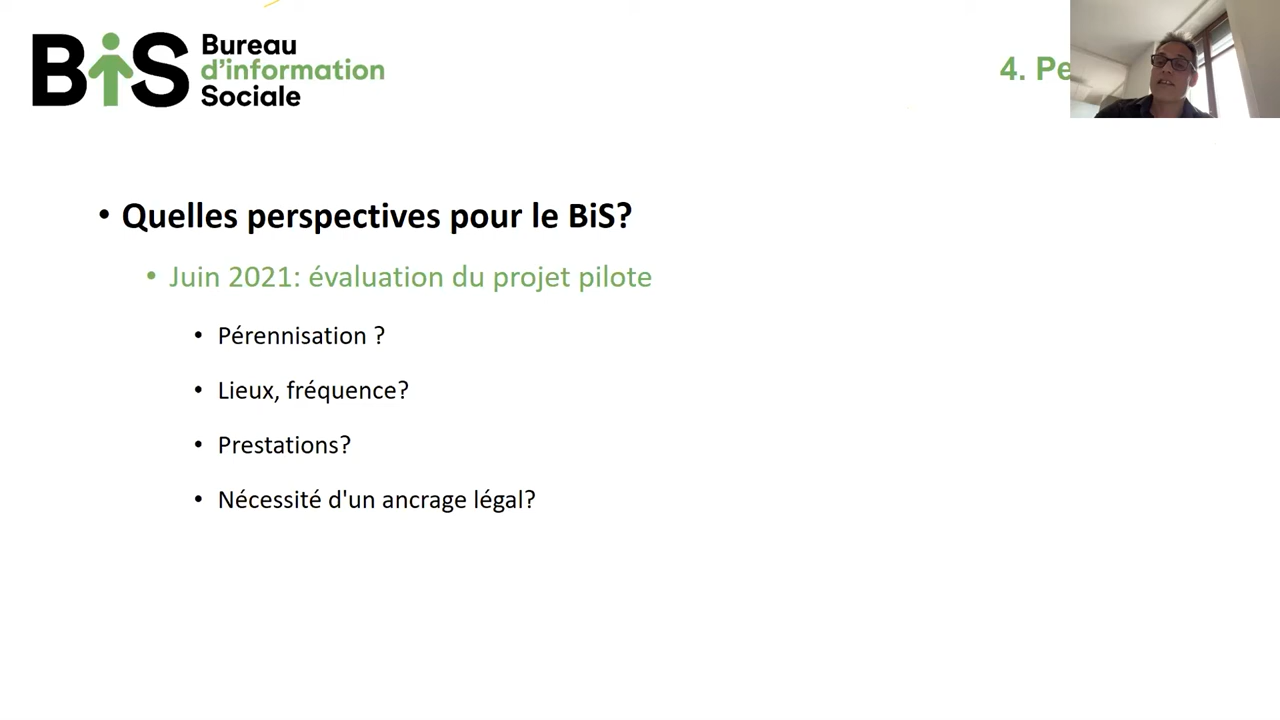 BiS
Bureau
d'information
Sociale
4. Pe
• Quelles perspectives pour le BiS?
• Juin 2021: évaluation du projet pilote
• Pérennisation ?
• Lieux, fréquence?
• Prestations?
• Nécessité d'un ancrage légal?